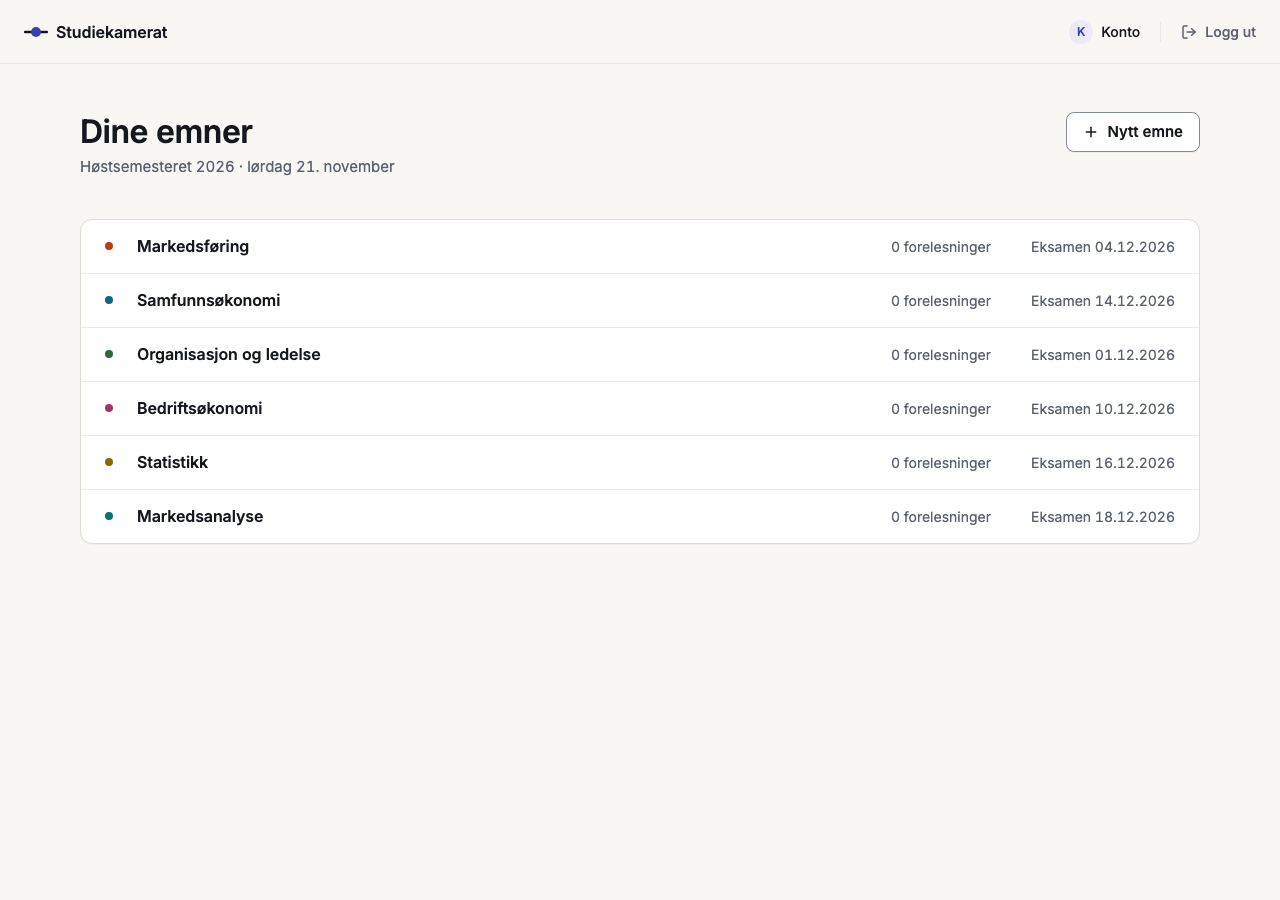 Studiekamerat
K Konto
Logg ut
Dine emner
Nytt emne
Høstsemesteret 2026 · lørdag 21. november
Markedsføring 0 forelesninger Eksamen 04.12.2026
Samfunnsøkonomi 0 forelesninger Eksamen 14.12.2026
Organisasjon og ledelse 0 forelesninger Eksamen 01.12.2026
Bedriftsøkonomi 0 forelesninger Eksamen 10.12.2026
Statistikk 0 forelesninger Eksamen 16.12.2026
Markedsanalyse 0 forelesninger Eksamen 18.12.2026